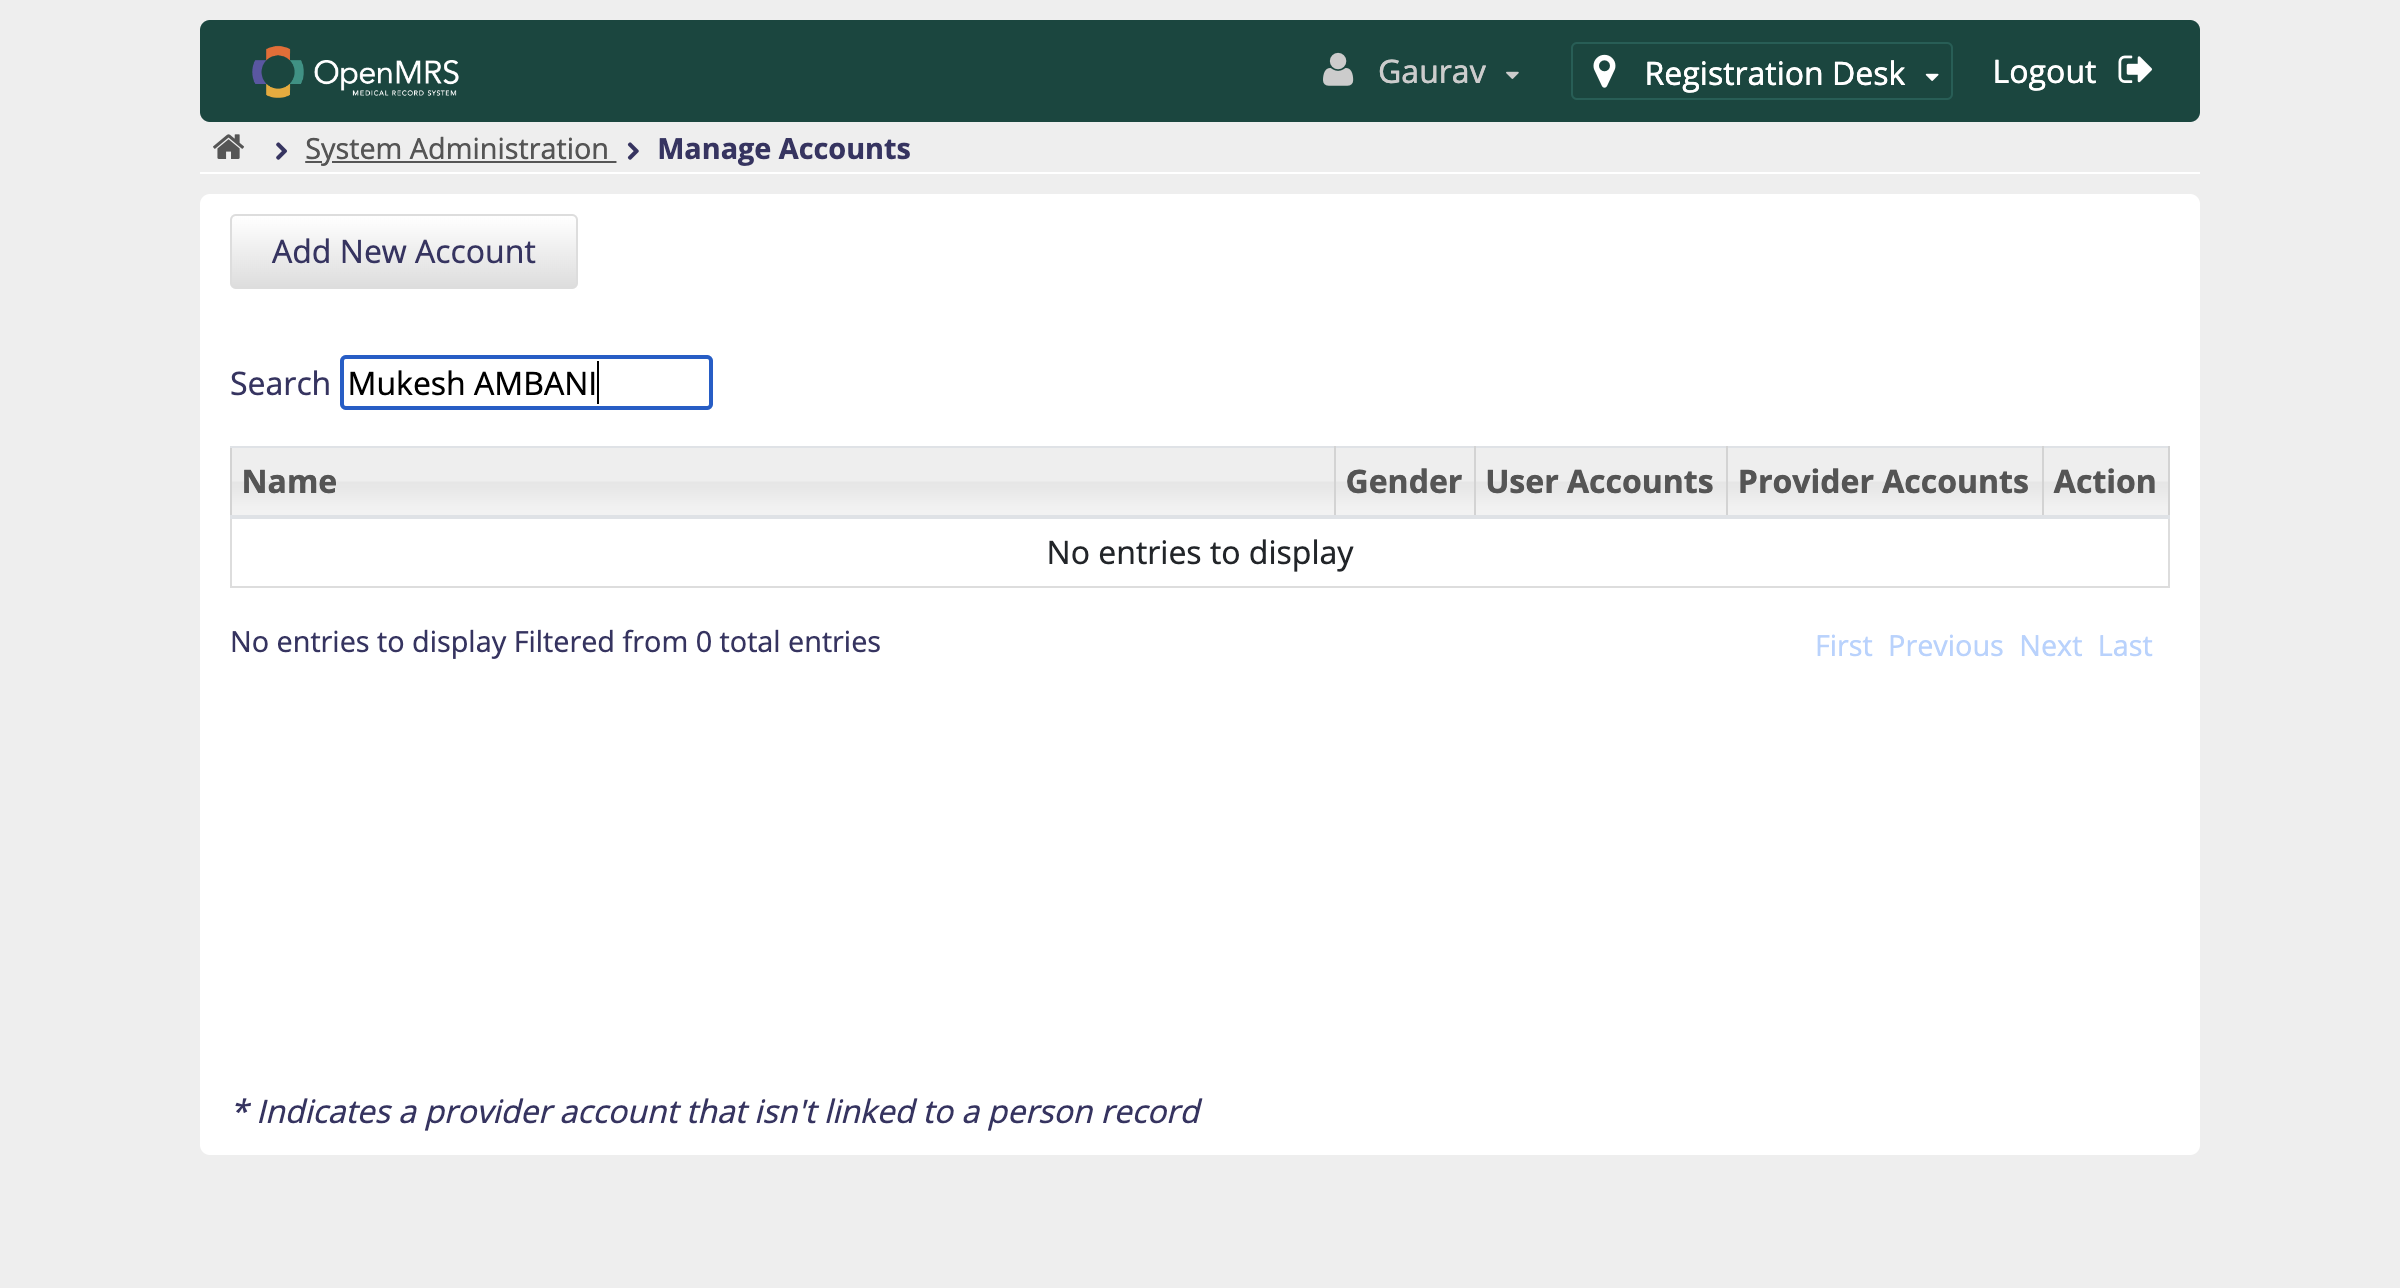 OpenMRS
MEDICAL RECORD SYSTEM
Gaurav
Registration Desk
Logout
System Administration
Manage Accounts
Add New Account
Search Mukesh AMBANI
Name Gender User Accounts Provider Accounts Action
No entries to display
No entries to display Filtered from 0 total entries
First Previous Next Last
* Indicates a provider account that isn't linked to a person record